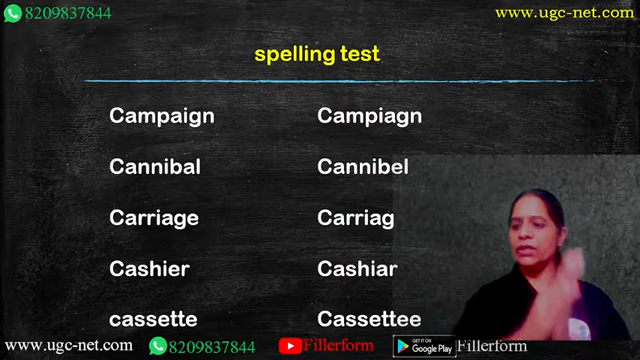 8209837844 www.ugc-net.com
spelling test
Campaign Campiagn
Cannibal Cannibel
Carriage Carriag
Cashier Cashiar
cassette Cassettee
www.ugc-net.com 8209837844 Fillerform GET IT ON Google Play Fillerform